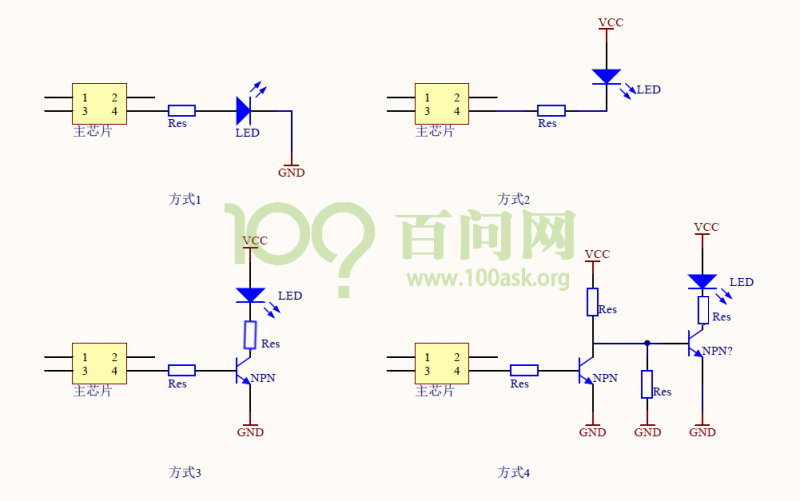 VCC
1 2
3 4
主芯片
Res
LED
GND
方式1
1 2
3 4
主芯片
Res
LED
方式2
100?
百问网
www.100ask.org
VCC
LED
Res
1 2
3 4
主芯片
Res
NPN
GND
方式3
VCC
VCC
LED
Res
Res
NPN?
1 2
3 4
主芯片
Res
NPN
Res
GND
GND
GND
方式4